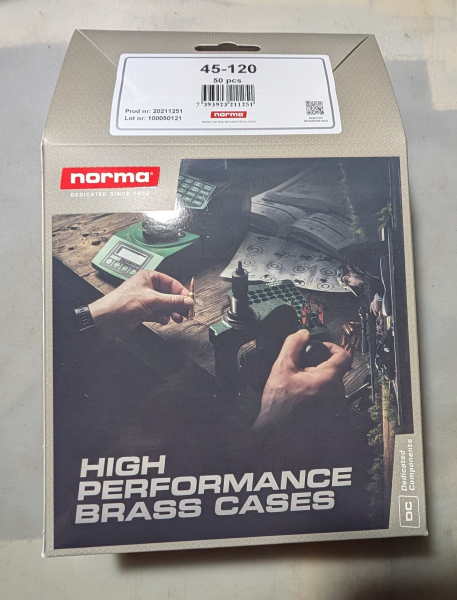 45-120
50 pcs
7 393923 211251
Prod nr: 20211251
Lot nr: 100050121
norma
norma
DEDICATED SINCE 1902
HIGH
PERFORMANCE
BRASS CASES
DC
Dedicated
Components